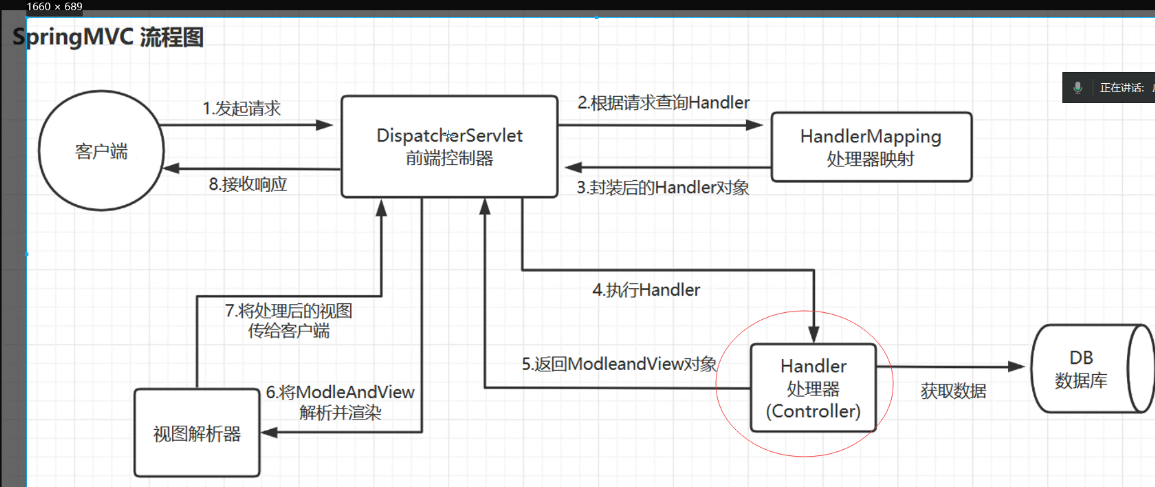 1660 × 689
SpringMVC 流程图
1.发起请求
2.根据请求查询Handler
正在讲话:
客户端
DispatcherServlet
前端控制器
HandlerMapping
处理器映射
8.接收响应
3.封装后的Handler对象
4.执行Handler
7.将处理后的视图
传给客户端
5.返回ModleandView对象
Handler
处理器
(Controller)
DB
数据库
获取数据
6.将ModleAndView
解析并渲染
视图解析器